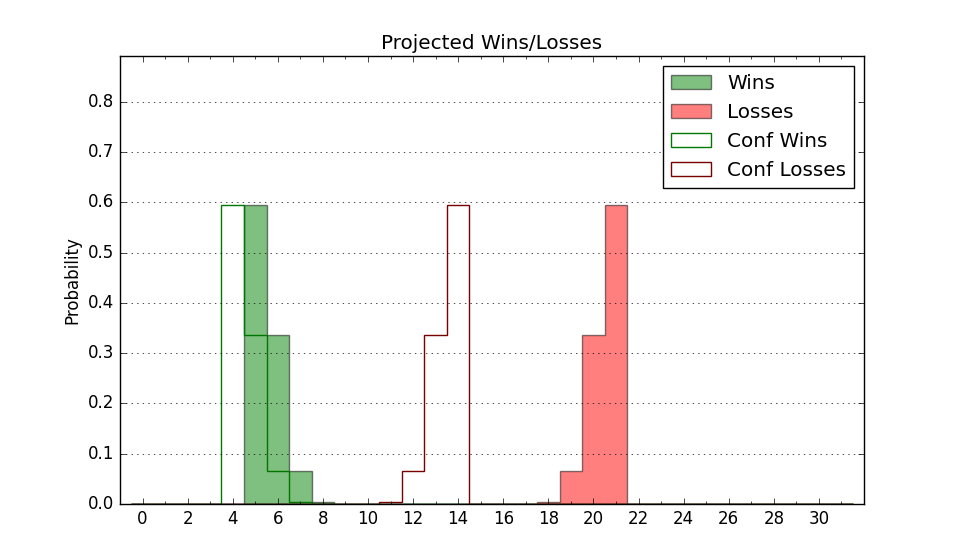 Projected Wins/Losses
Wins
Losses
Conf Wins
Conf Losses
Probability
0.8
0.7
0.6
0.5
0.4
0.3
0.2
0.1
0.0
0 2 4 6 8 10 12 14 16 18 20 22 24 26 28 30